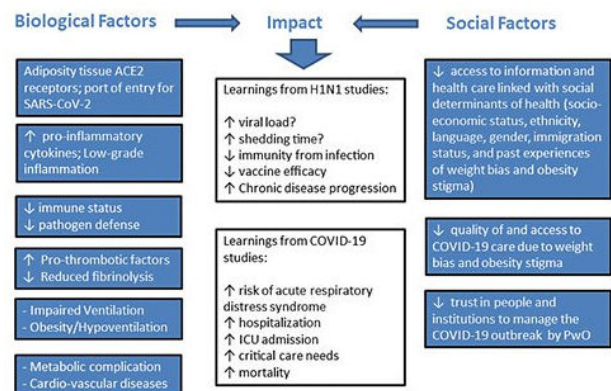 Biological Factors
Impact
Social Factors
Adiposity tissue ACE2
receptors; port of entry for
SARS-CoV-2
↑ pro-inflammatory
cytokines; Low-grade
inflammation
↓ immune status
↓ pathogen defense
↑ Pro-thrombotic factors
↓ Reduced fibrinolysis
- Impaired Ventilation
- Obesity/Hypoventilation
- Metabolic complication
- Cardio-vascular diseases
Learnings from H1N1 studies:
↑ viral load?
↑ shedding time?
↓ immunity from infection
↓ vaccine efficacy
↑ Chronic disease progression
Learnings from COVID-19
studies:
↑ risk of acute respiratory
distress syndrome
↑ hospitalization
↑ ICU admission
↑ critical care needs
↑ mortality
↓ access to information and
health care linked with social
determinants of health (socio-
economic status, ethnicity,
language, gender, immigration
status, and past experiences
of weight bias and obesity
stigma)
↓ quality of and access to
COVID-19 care due to weight
bias and obesity stigma
↓ trust in people and
institutions to manage the
COVID-19 outbreak by PwO